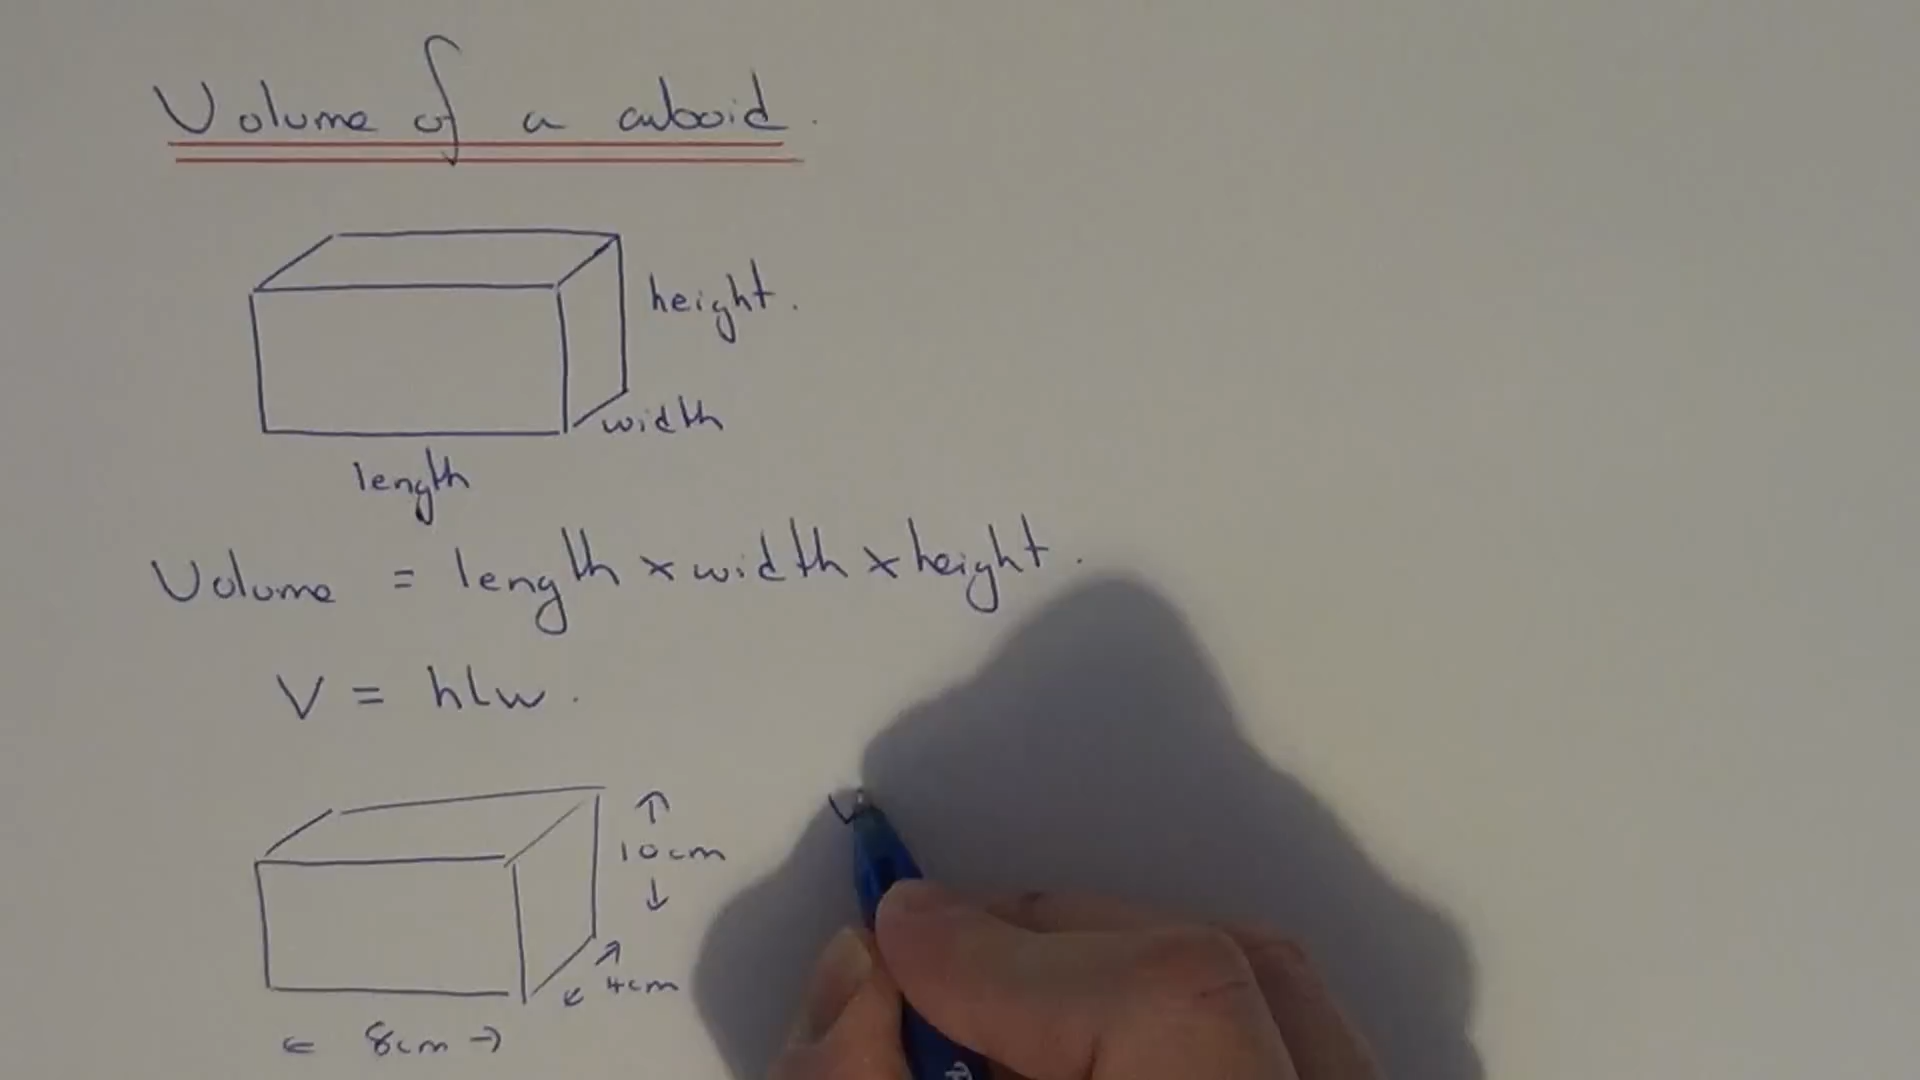 Volume of a cuboid.
height.
width
length
Volume = length × width × height.
V = hlw.
10cm
4cm
8cm
V